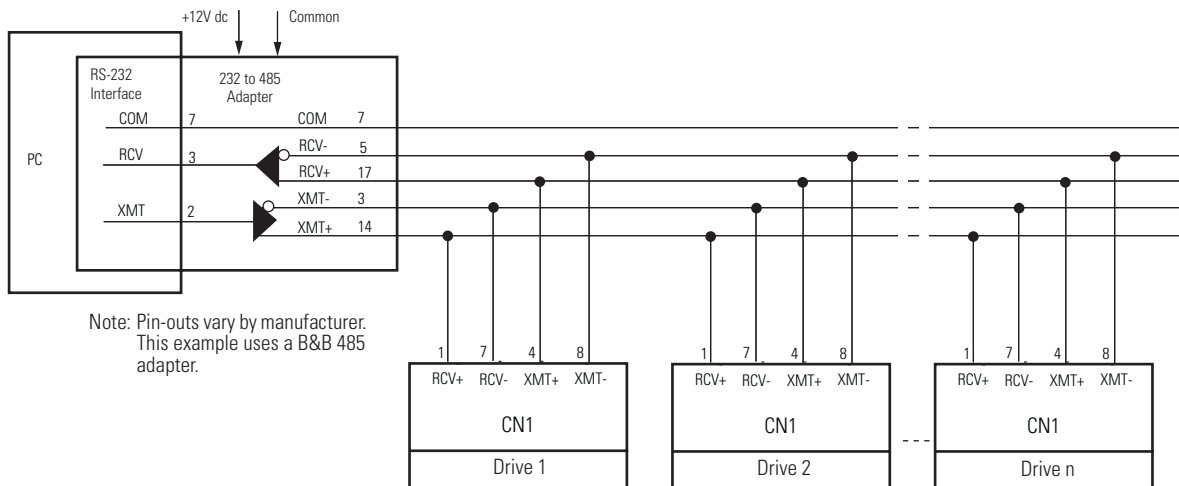 +12V dc
Common
RS-232
Interface
232 to 485
Adapter
COM 7 COM 7
RCV- 5
PC
RCV 3
RCV+ 17
XMT- 3
XMT 2
XMT+ 14
Note: Pin-outs vary by manufacturer.
This example uses a B&B 485
adapter.
1 7 4 8
RCV+ RCV- XMT+ XMT-
CN1
Drive 1
1 7 4 8
RCV+ RCV- XMT+ XMT-
CN1
Drive 2
1 7 4 8
RCV+ RCV- XMT+ XMT-
CN1
Drive n